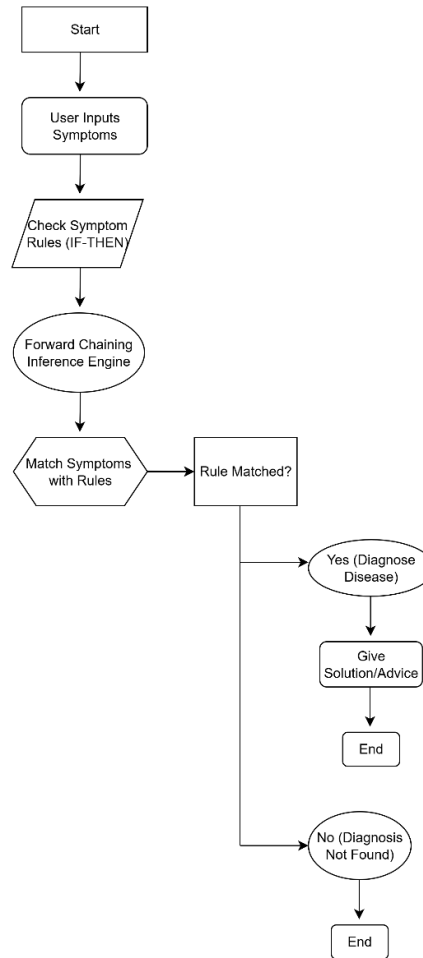 Start
User Inputs
Symptoms
Check Symptom
Rules (IF-THEN)
Forward Chaining
Inference Engine
Match Symptoms
with Rules
Rule Matched?
Yes (Diagnose
Disease)
Give
Solution/Advice
End
No (Diagnosis
Not Found)
End